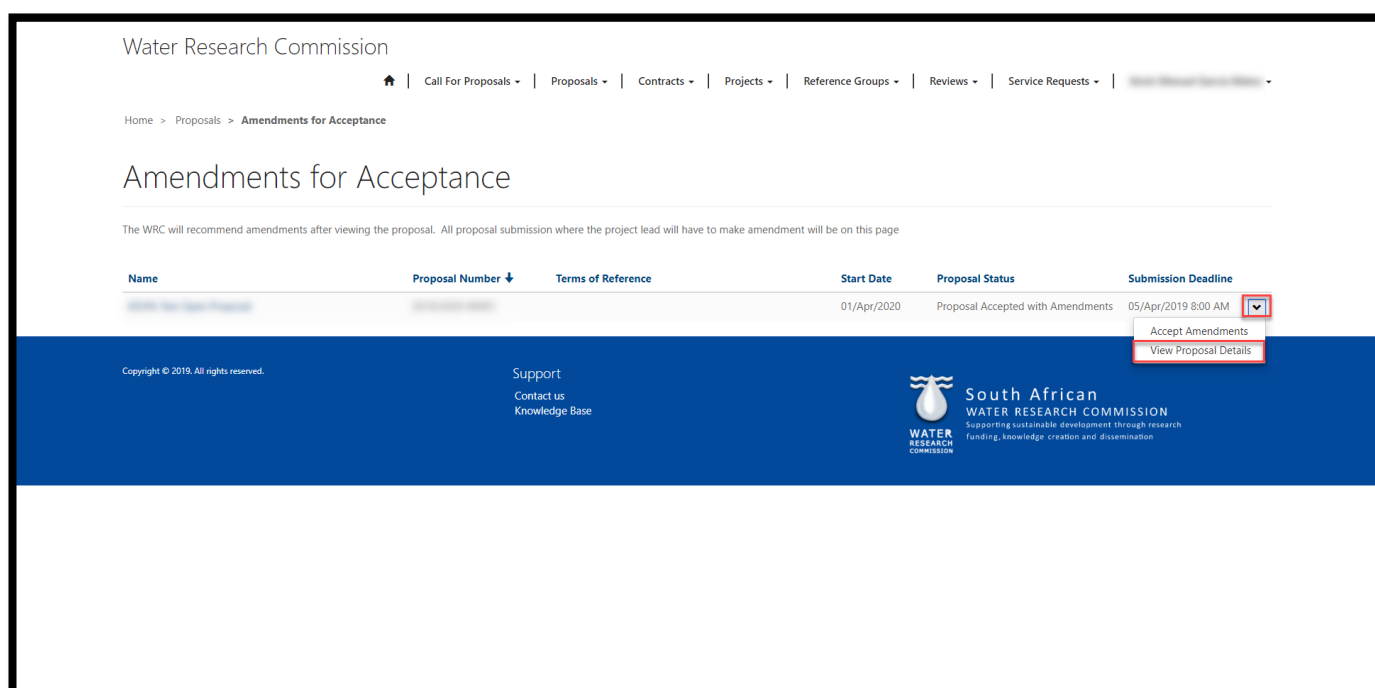 Water Research Commission
Call For Proposals | Proposals | Contracts | Projects | Reference Groups | Reviews | Service Requests |
Home > Proposals > Amendments for Acceptance
Amendments for Acceptance
The WRC will recommend amendments after viewing the proposal. All proposal submission where the project lead will have to make amendment will be on this page
Name Proposal Number Terms of Reference Start Date Proposal Status Submission Deadline
01/Apr/2020 Proposal Accepted with Amendments 05/Apr/2019 8:00 AM
Accept Amendments
View Proposal Details
Copyright © 2019. All rights reserved.
Support
Contact us
Knowledge Base
WATER
RESEARCH
COMMISSION
South African
WATER RESEARCH COMMISSION
Supporting sustainable development through research
funding, knowledge creation and dissemination